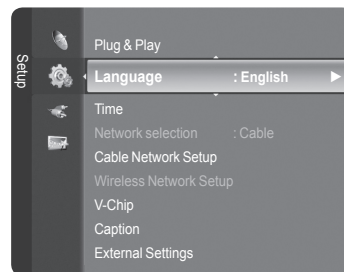 Setup
Plug & Play
Language : English
Time
Network selection : Cable
Cable Network Setup
Wireless Network Setup
V-Chip
Caption
External Settings